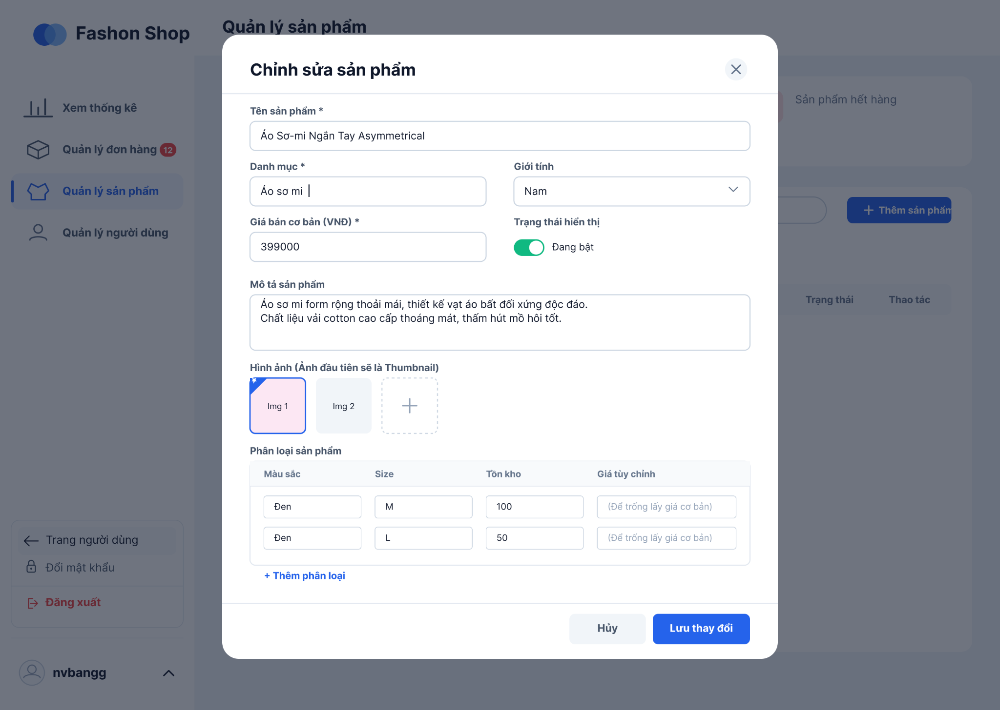 Fashon Shop
Quản lý sản phẩm
Xem thống kê
Quản lý đơn hàng 12
Quản lý sản phẩm
Quản lý người dùng
Trang người dùng
Đổi mật khẩu
Đăng xuất
nvbangg
Sản phẩm hết hàng
+ Thêm sản phẩm
Trạng thái
Thao tác
Chỉnh sửa sản phẩm
Tên sản phẩm *
Áo Sơ-mi Ngắn Tay Asymmetrical
Danh mục *
Giới tính
Áo sơ mi
Nam
Giá bán cơ bản (VNĐ) *
Trạng thái hiển thị
399000
Đang bật
Mô tả sản phẩm
Áo sơ mi form rộng thoải mái, thiết kế vạt áo bất đối xứng độc đáo.
Chất liệu vải cotton cao cấp thoáng mát, thấm hút mồ hôi tốt.
Hình ảnh (Ảnh đầu tiên sẽ là Thumbnail)
Img 1
Img 2
Phân loại sản phẩm
Màu sắc Size Tồn kho Giá tùy chỉnh
Đen M 100 (Để trống lấy giá cơ bản)
Đen L 50 (Để trống lấy giá cơ bản)
+ Thêm phân loại
Hủy
Lưu thay đổi